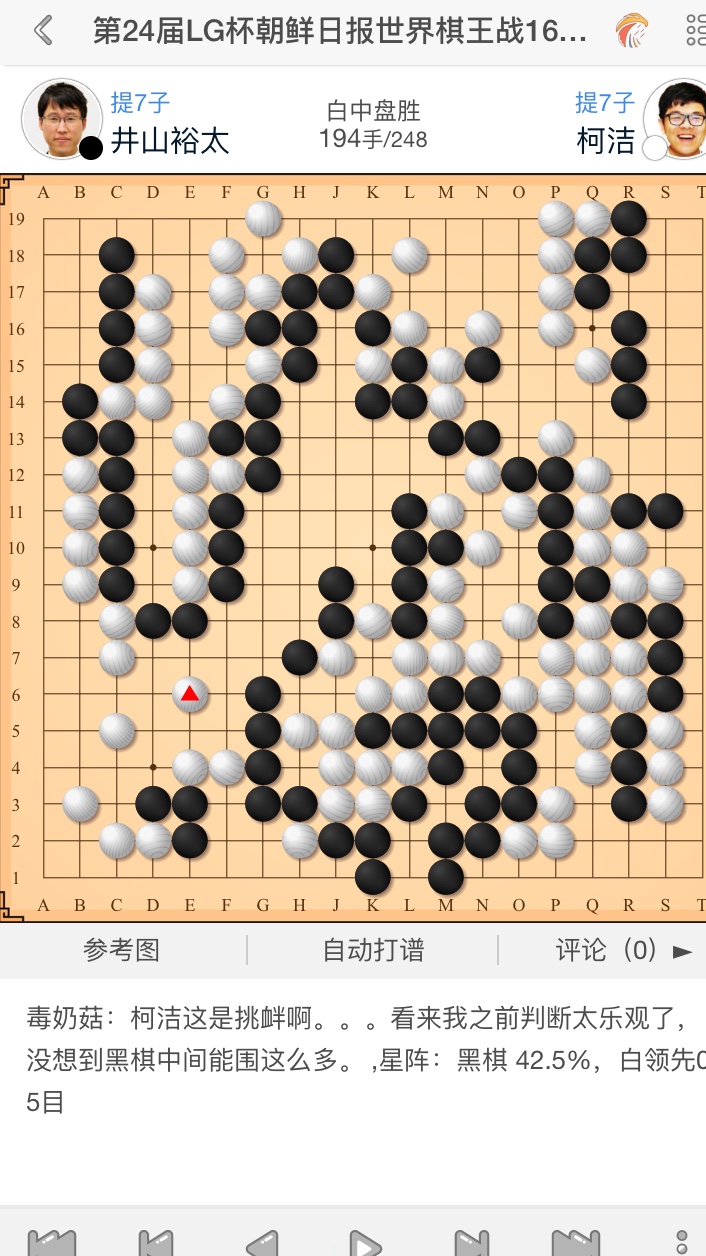 第24届LG杯朝鲜日报世界棋王战16...
提7子
井山裕太
白中盘胜
194手/248
提7子
柯洁
A B C D E F G H J K L M N O P Q R S T
19
18
17
16
15
14
13
12
11
10
9
8
7
6
5
4
3
2
1
A B C D E F G H J K L M N O P Q R S T
参考图
自动打谱
评论（0）
毒奶菇：柯洁这是挑衅啊。。。看来我之前判断太乐观了，
没想到黑棋中间能围这么多。 ,星阵：黑棋 42.5%，白领先0
5目